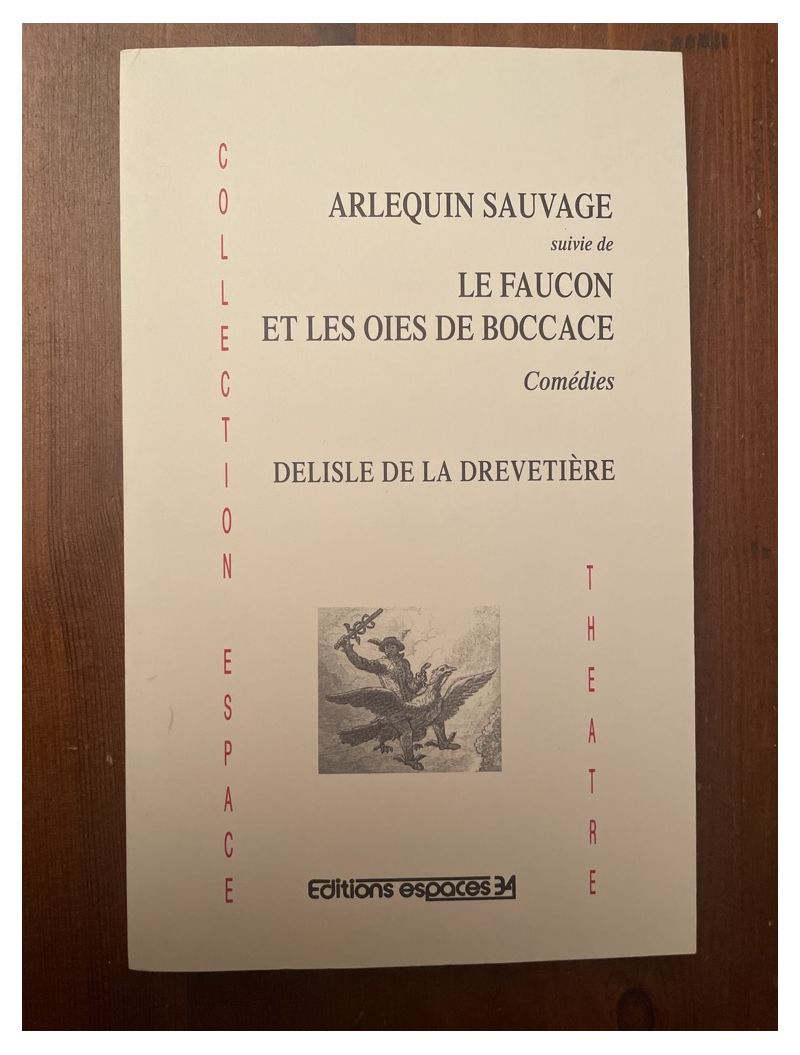 ARLEQUIN SAUVAGE
suivie de
LE FAUCON
ET LES OIES DE BOCCACE
Comédies
DELISLE DE LA DREVETIÈRE
COLLECTION ESPACE
THEATRE
Editions espaces 34